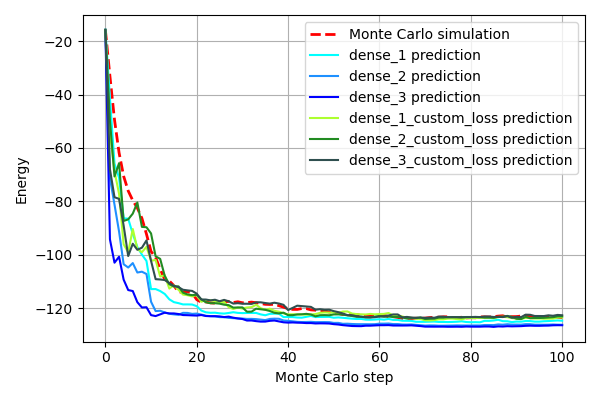 Monte Carlo simulation
dense_1 prediction
dense_2 prediction
dense_3 prediction
dense_1_custom_loss prediction
dense_2_custom_loss prediction
dense_3_custom_loss prediction
Energy
−20
−40
−60
−80
−100
−120
0 20 40 60 80 100
Monte Carlo step